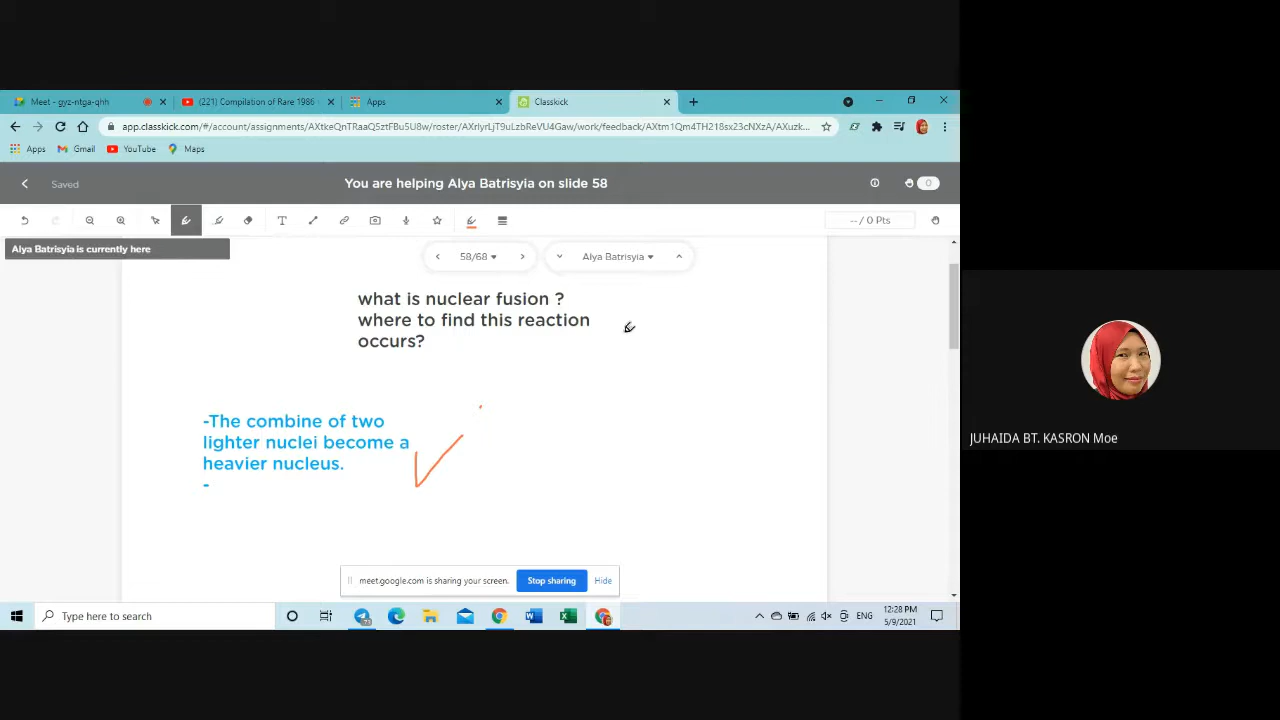 Meet - gyz-ntga-qhh
(221) Compilation of Rare 1986
Apps
Classkick
app.classkick.com/#/account/assignments/AXtkeQnTRaaQ5ztFBu5U8w/roster/AXrlyrLjT9uLzbReVU4Gaw/work/feedback/AXtm1Qm4TH218sx23cNXzA/AXuzk...
Apps Gmail YouTube Maps
Saved
You are helping Alya Batrisyia on slide 58
0
T
-- / 0 Pts
Alya Batrisyia is currently here
58/68
Alya Batrisyia
what is nuclear fusion ?
where to find this reaction
occurs?
-The combine of two
lighter nuclei become a
heavier nucleus.
-
JUHAIDA BT. KASRON Moe
meet.google.com is sharing your screen.
Stop sharing
Hide
Type here to search
ENG
12:28 PM
5/9/2021